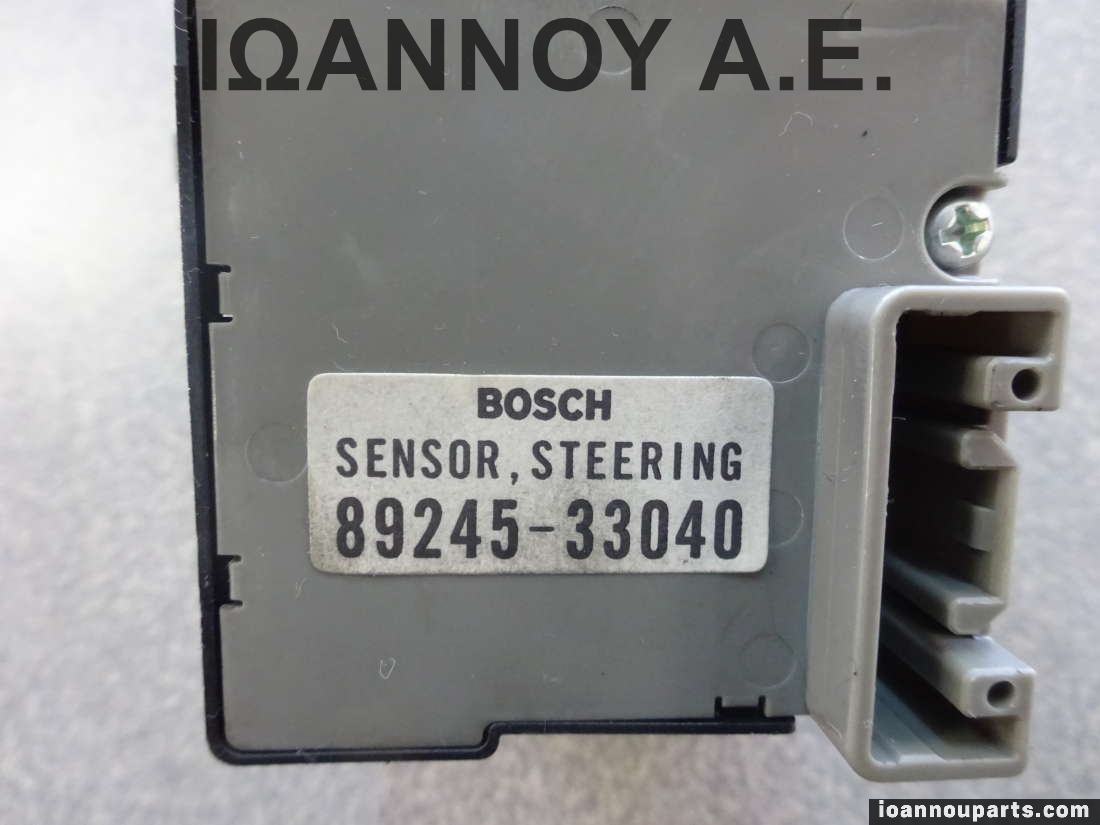 ΙΩΑΝΝΟΥ Α.Ε.
BOSCH
SENSOR, STEERING
89245-33040
ioannouparts.com